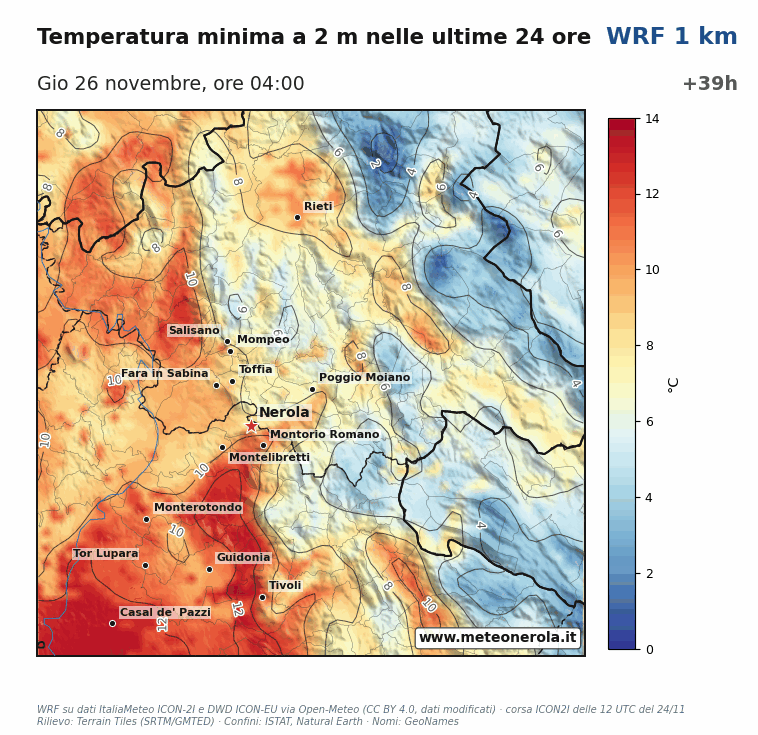 Temperatura minima a 2 m nelle ultime 24 ore WRF 1 km
Gio 26 novembre, ore 04:00 +39h
Rieti
Salisano
Mompeo
Fara in Sabina
Toffia
Poggio Moiano
Nerola
Montorio Romano
Montelibretti
Monterotondo
Tor Lupara
Guidonia
Tivoli
Casal de' Pazzi
www.meteonerola.it
14
12
10
8
6
4
2
0
°C
WRF su dati ItaliaMeteo ICON-2I e DWD ICON-EU via Open-Meteo (CC BY 4.0, dati modificati) · corsa ICON2I delle 12 UTC del 24/11
Rilievo: Terrain Tiles (SRTM/GMTED) · Confini: ISTAT, Natural Earth · Nomi: GeoNames